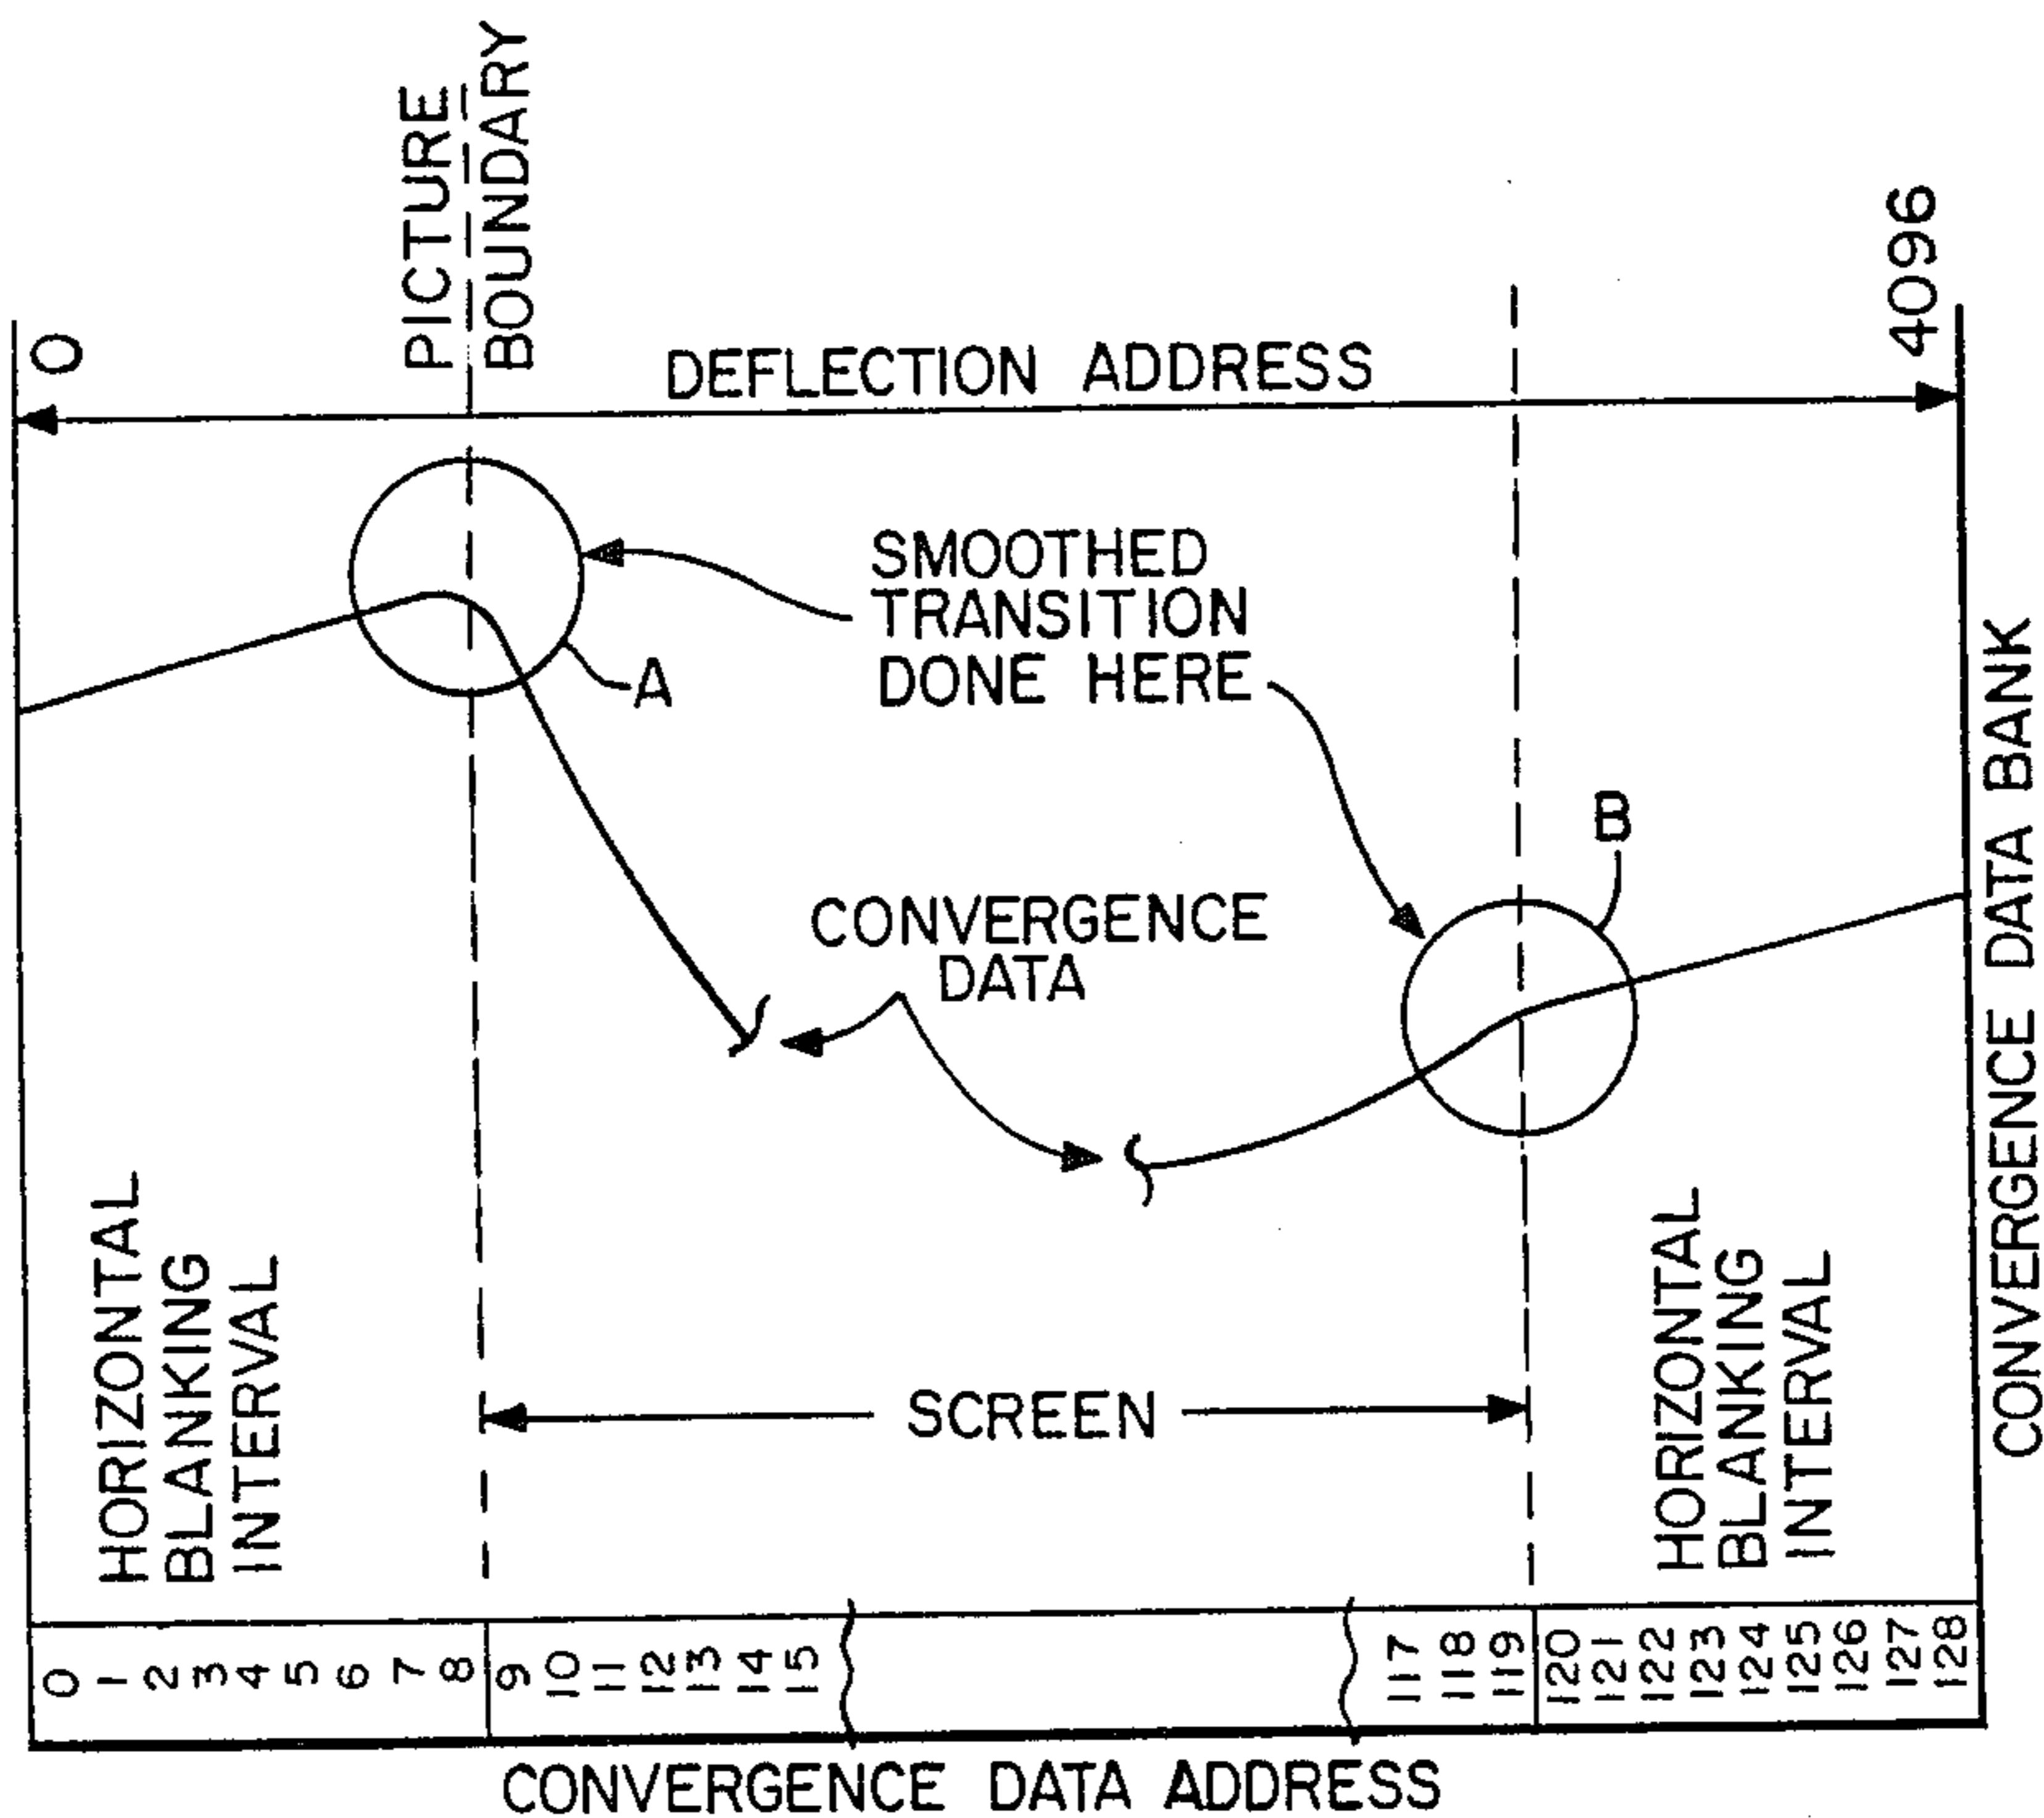 PICTURE
BOUNDARY
0
DEFLECTION ADDRESS
4096
SMOOTHED
TRANSITION
DONE HERE
A
B
CONVERGENCE
DATA
HORIZONTAL
BLANKING
INTERVAL
SCREEN
HORIZONTAL
BLANKING
INTERVAL
CONVERGENCE DATA BANK
0 1 2 3 4 5 6 7 8 9 10 11 12 13 14 15 117 118 119 120 121 122 123 124 125 126 127 128
CONVERGENCE DATA ADDRESS